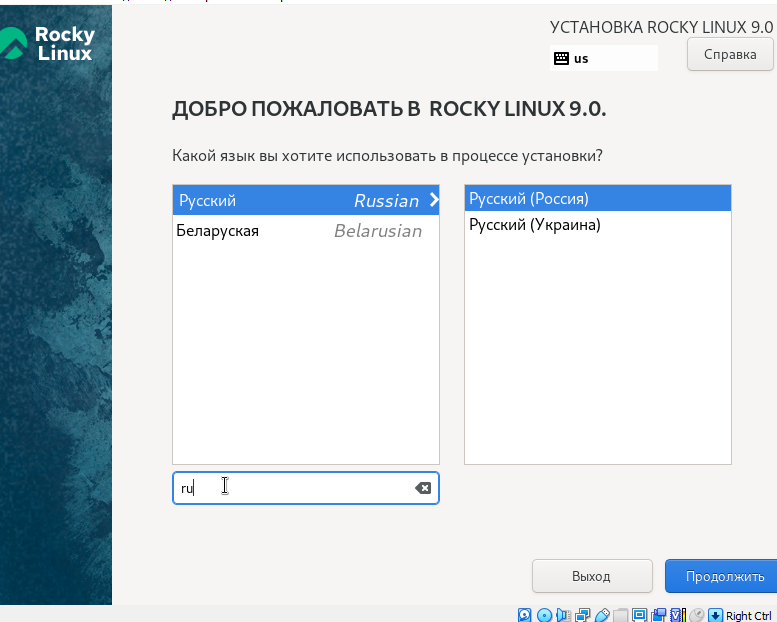 Rocky
Linux
УСТАНОВКА ROCKY LINUX 9.0
us
Справка
ДОБРО ПОЖАЛОВАТЬ В ROCKY LINUX 9.0.
Какой язык вы хотите использовать в процессе установки?
Русский Russian
Беларуская Belarusian
Русский (Россия)
Русский (Украина)
ru
Выход
Продолжить
Right Ctrl